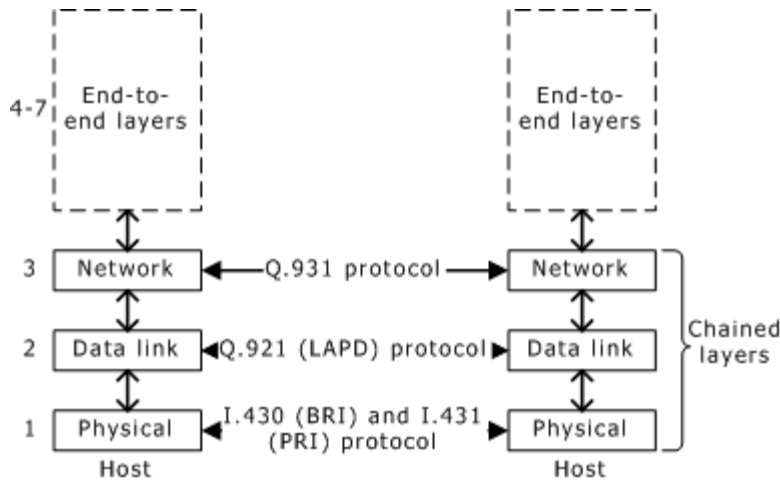 End-to-
end layers
End-to-
end layers
4-7
3
Network
Q.931 protocol
Network
2
Data link
Q.921 (LAPD) protocol
Data link
Chained
layers
1
Physical
I.430 (BRI) and I.431
(PRI) protocol
Physical
Host
Host